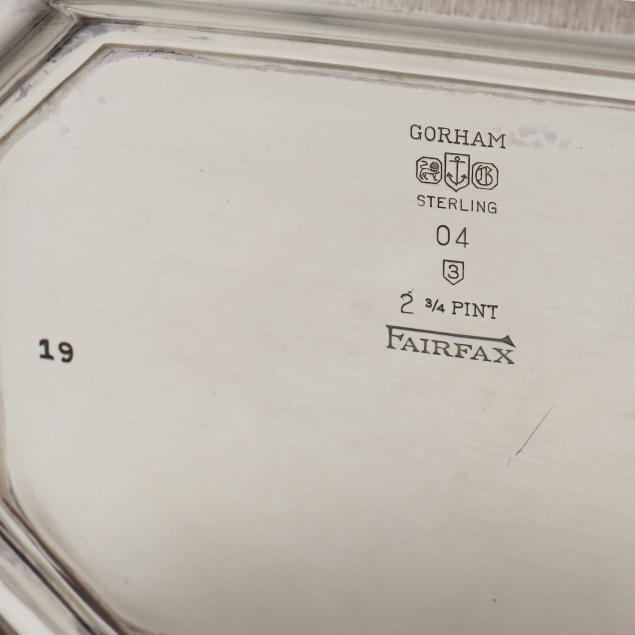 GORHAM
STERLING
04
3
2 3/4 PINT
FAIRFAX
19